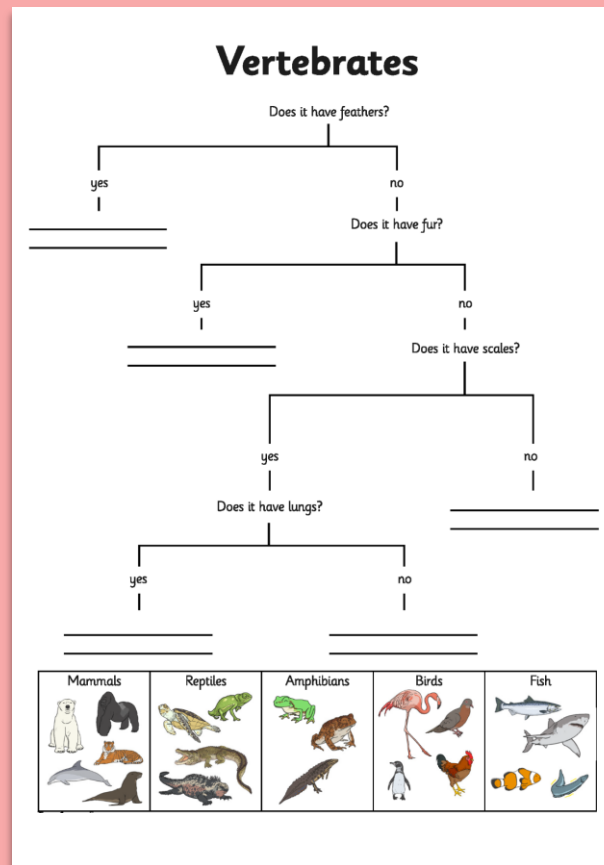 Vertebrates
Does it have feathers?
yes
no
Does it have fur?
yes
no
Does it have scales?
yes
no
Does it have lungs?
yes
no
Mammals
Reptiles
Amphibians
Birds
Fish